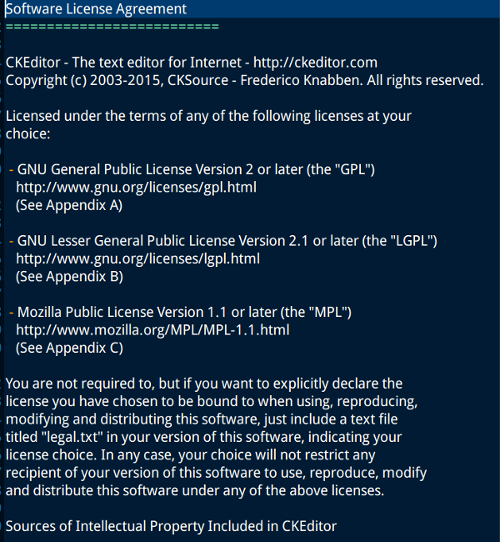 Software License Agreement
==========================
CKEditor - The text editor for Internet - http://ckeditor.com
Copyright (c) 2003-2015, CKSource - Frederico Knabben. All rights reserved.
Licensed under the terms of any of the following licenses at your
choice:
- GNU General Public License Version 2 or later (the "GPL")
http://www.gnu.org/licenses/gpl.html
(See Appendix A)
- GNU Lesser General Public License Version 2.1 or later (the "LGPL")
http://www.gnu.org/licenses/lgpl.html
(See Appendix B)
- Mozilla Public License Version 1.1 or later (the "MPL")
http://www.mozilla.org/MPL/MPL-1.1.html
(See Appendix C)
You are not required to, but if you want to explicitly declare the
license you have chosen to be bound to when using, reproducing,
modifying and distributing this software, just include a text file
titled "legal.txt" in your version of this software, indicating your
license choice. In any case, your choice will not restrict any
recipient of your version of this software to use, reproduce, modify
and distribute this software under any of the above licenses.
Sources of Intellectual Property Included in CKEditor